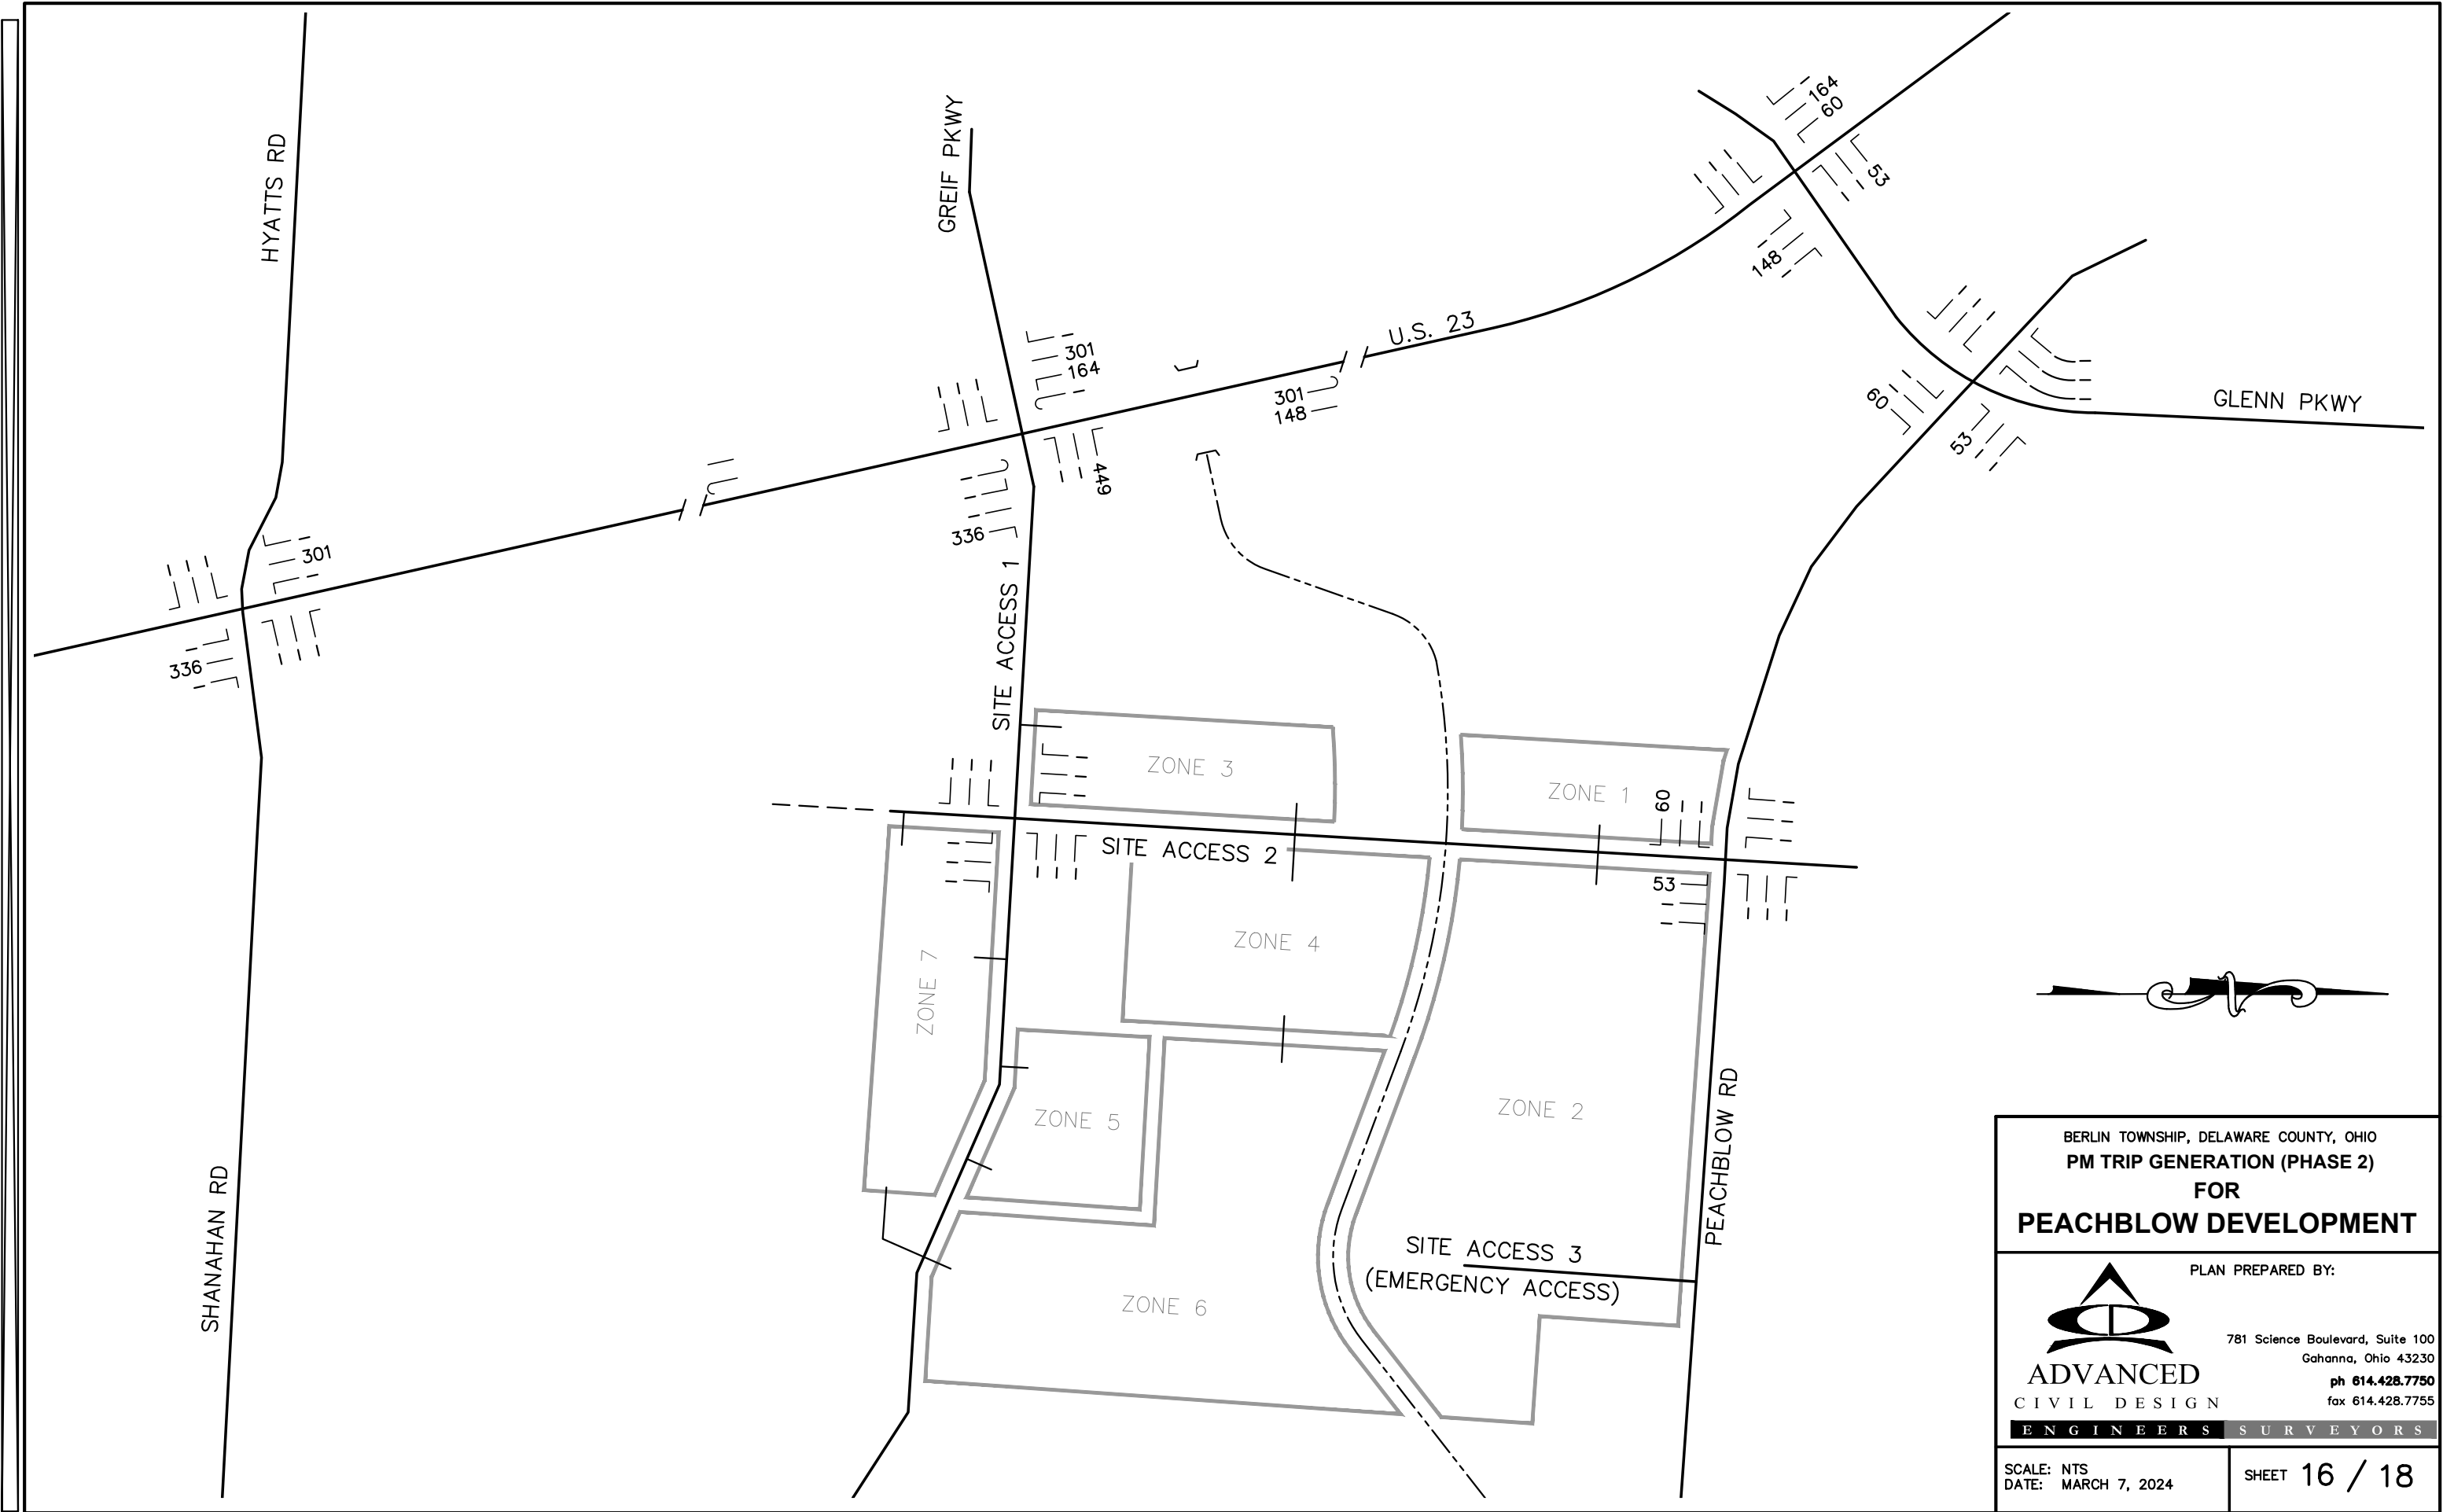 HYATTS RD
GREIF PKWY
164
60
53
148
U.S. 23
301
164
301
148
449
336
301
336
60
53
GLENN PKWY
SITE ACCESS 1
ZONE 3
ZONE 1
60
SITE ACCESS 2
53
ZONE 4
ZONE 7
ZONE 5
ZONE 2
PEACHBLOW RD
SHANAHAN RD
SITE ACCESS 3
(EMERGENCY ACCESS)
ZONE 6
BERLIN TOWNSHIP, DELAWARE COUNTY, OHIO
PM TRIP GENERATION (PHASE 2)
FOR
PEACHBLOW DEVELOPMENT
PLAN PREPARED BY:
781 Science Boulevard, Suite 100
Gahanna, Ohio 43230
ph 614.428.7750
fax 614.428.7755
ADVANCED
CIVIL DESIGN
ENGINEERS SURVEYORS
SCALE: NTS
DATE: MARCH 7, 2024
SHEET 16 / 18